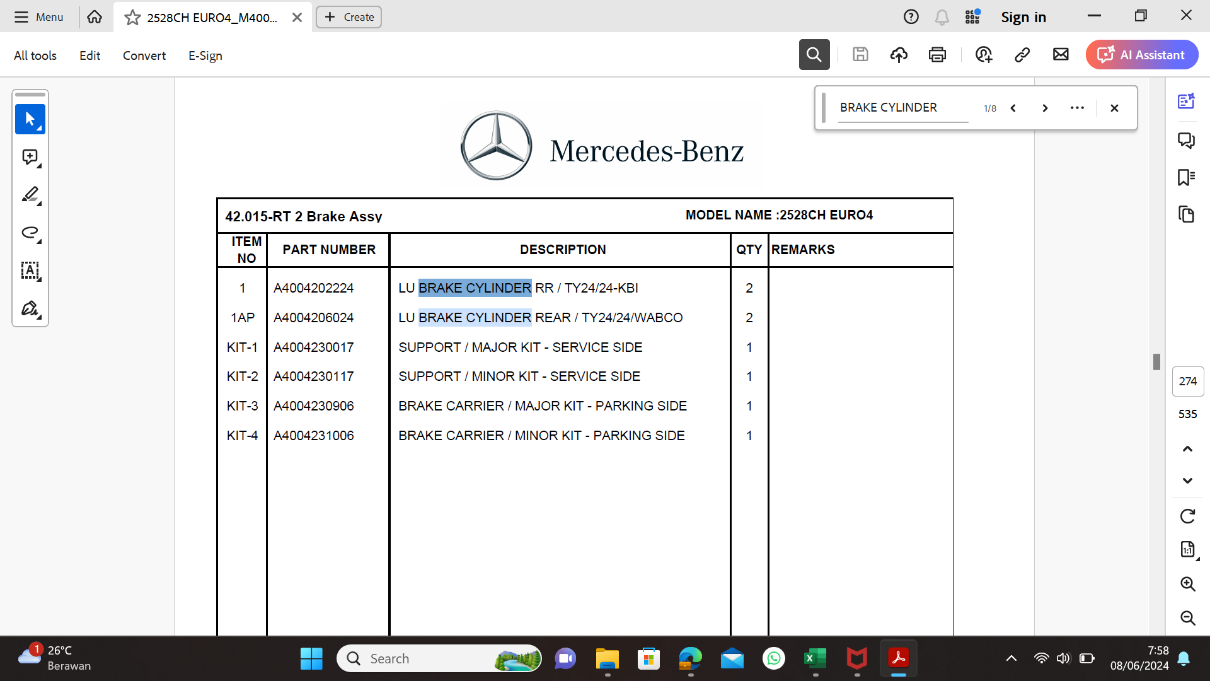 Menu
2528CH EURO4_M400...
Create
Sign in
All tools Edit Convert E-Sign
AI Assistant
BRAKE CYLINDER 1/8
Mercedes-Benz
42.015-RT 2 Brake Assy MODEL NAME :2528CH EURO4
ITEM NO PART NUMBER DESCRIPTION QTY REMARKS
1 A4004202224 LU BRAKE CYLINDER RR / TY24/24-KBI 2
1AP A4004206024 LU BRAKE CYLINDER REAR / TY24/24/WABCO 2
KIT-1 A4004230017 SUPPORT / MAJOR KIT - SERVICE SIDE 1
KIT-2 A4004230117 SUPPORT / MINOR KIT - SERVICE SIDE 1
KIT-3 A4004230906 BRAKE CARRIER / MAJOR KIT - PARKING SIDE 1
KIT-4 A4004231006 BRAKE CARRIER / MINOR KIT - PARKING SIDE 1
274
535
1:1
1
26°C
Berawan
Search
7:58
08/06/2024